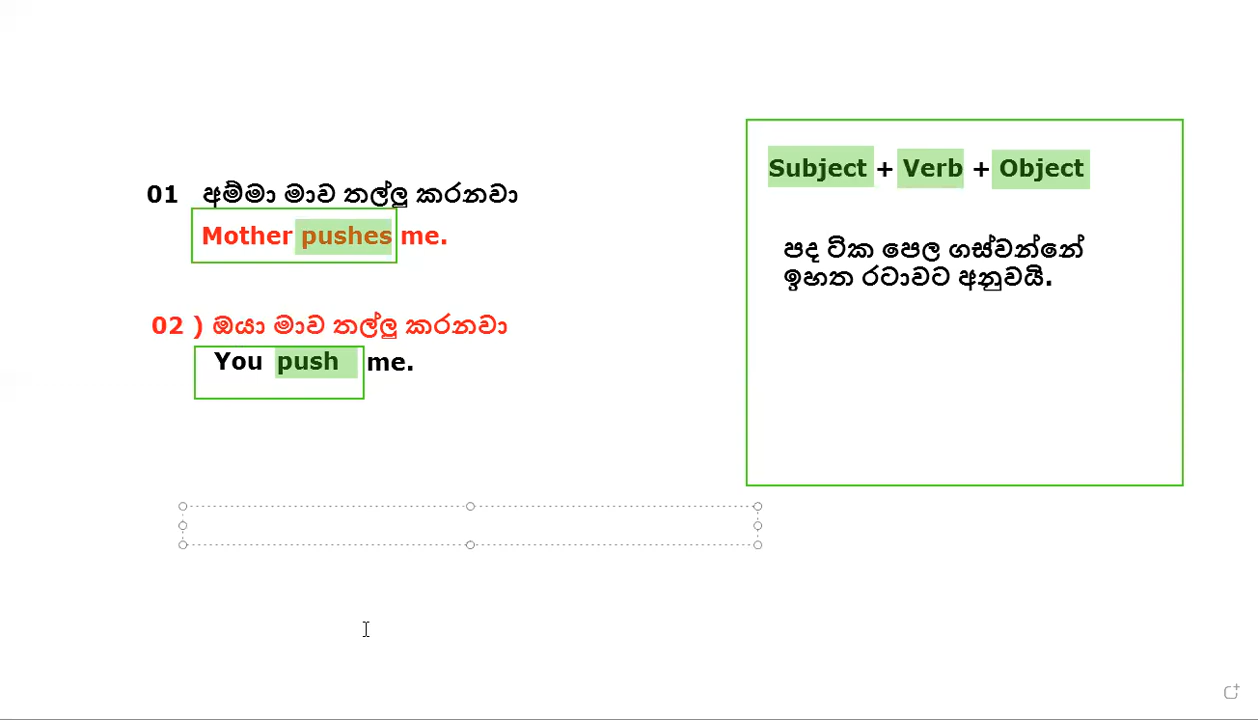 01 අම්මා මාව තල්ලු කරනවා
Mother pushes me.
02 ) ඔයා මාව තල්ලු කරනවා
You push me.
Subject + Verb + Object
පද ටික පෙල ගස්වන්නේ
ඉහත රටාවට අනුවයි.